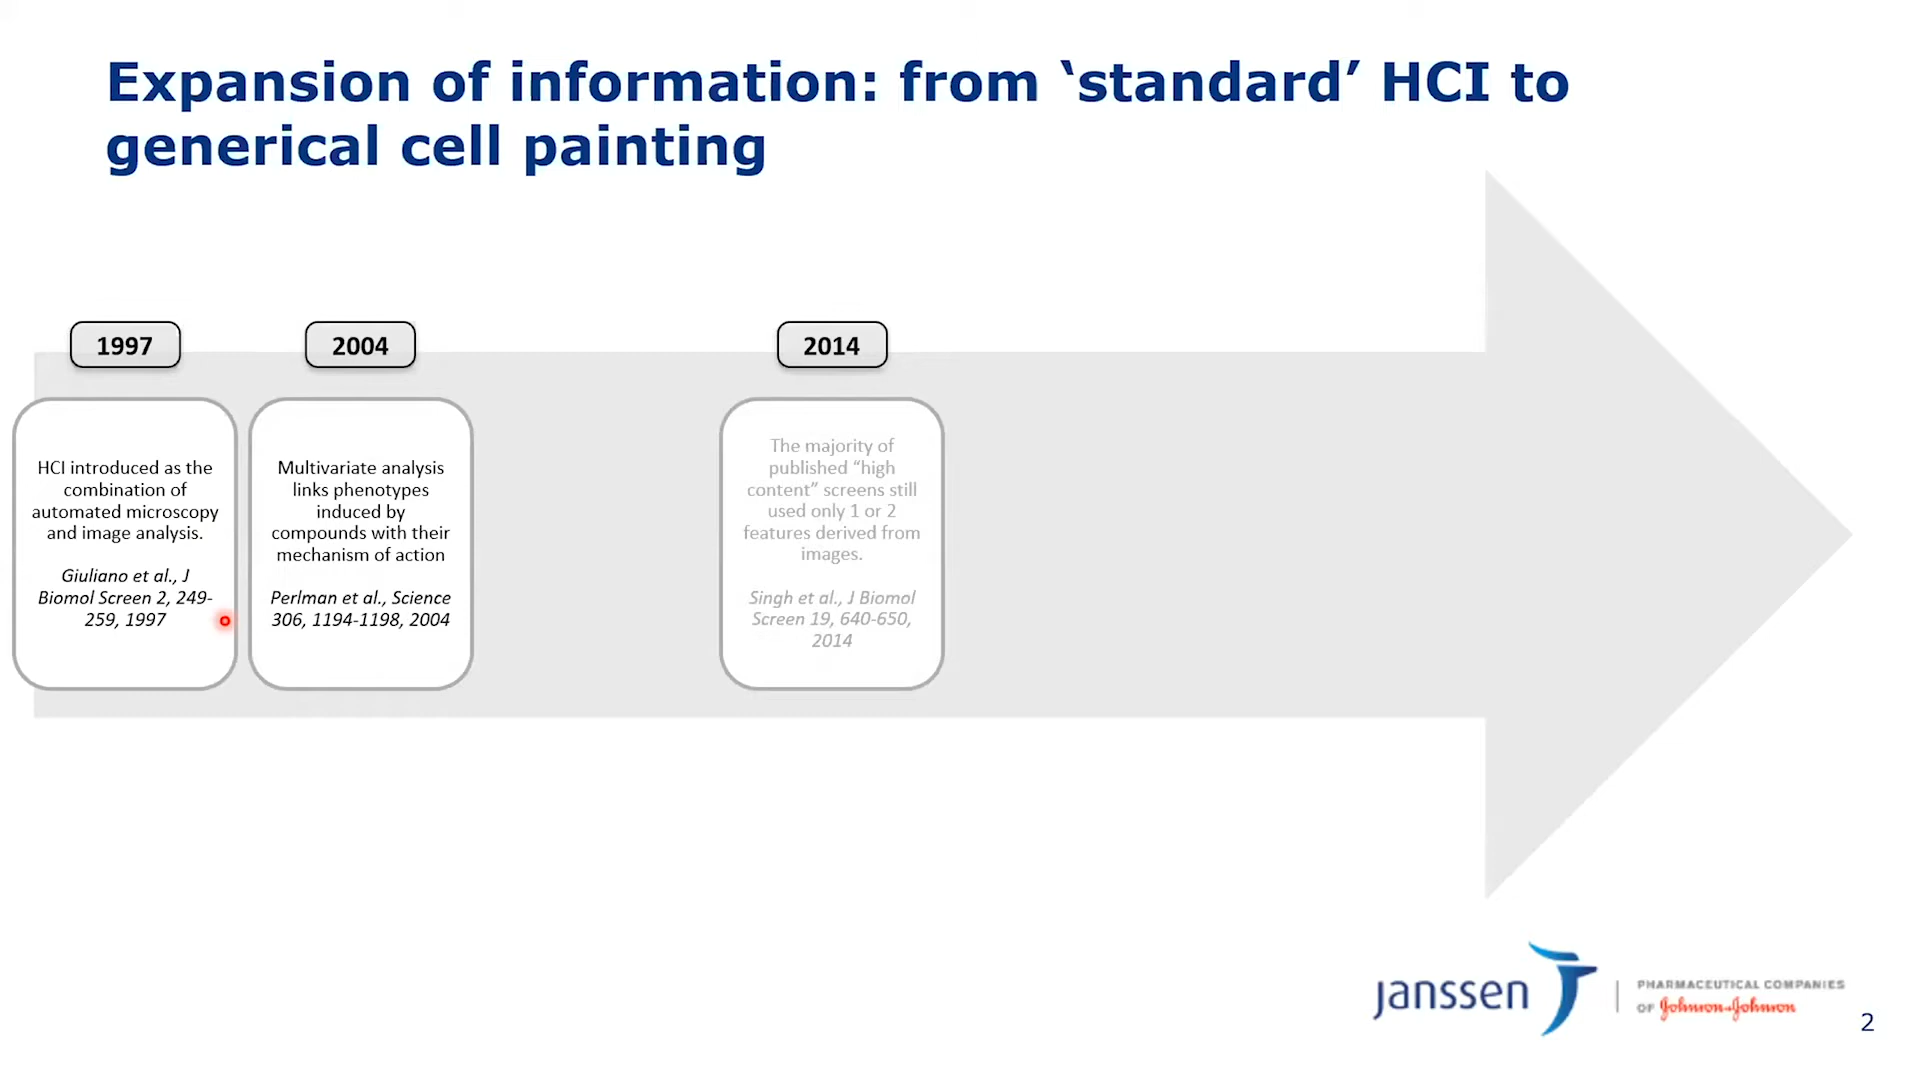 Expansion of information: from ‘standard’ HCI to
generical cell painting
1997
HCI introduced as the
combination of
automated microscopy
and image analysis.
Giuliano et al., J
Biomol Screen 2, 249-
259, 1997
2004
Multivariate analysis
links phenotypes
induced by
compounds with their
mechanism of action
Perlman et al., Science
306, 1194-1198, 2004
2014
The majority of
published “high
content” screens still
used only 1 or 2
features derived from
images.
Singh et al., J Biomol
Screen 19, 640-650,
2014
janssen
PHARMACEUTICAL COMPANIES
OF Johnson-Johnson
2